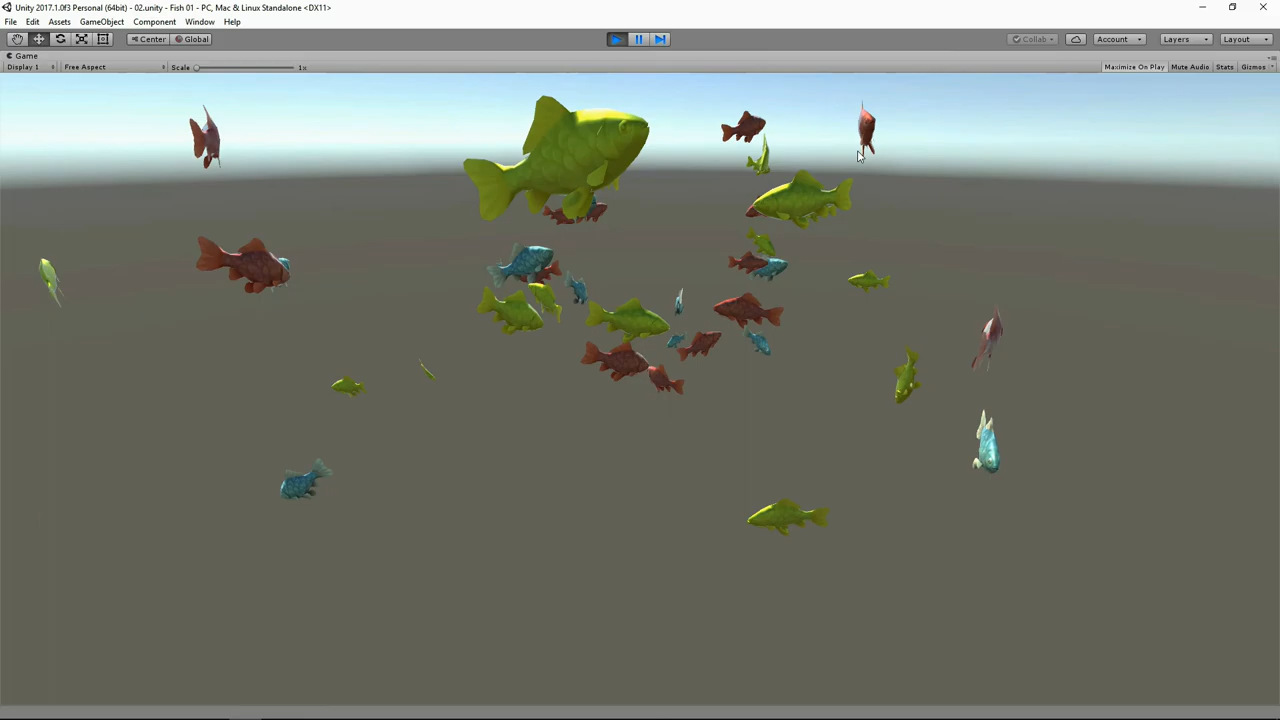 Unity 2017.1.0f3 Personal (64bit) - 02.unity - Fish 01 - PC, Mac & Linux Standalone <DX11>
File Edit Assets GameObject Component Window Help
Center Global Collab Account Layers Layout
Game
Display 1 Free Aspect Scale 1x Maximize On Play Mute Audio Stats Gizmos